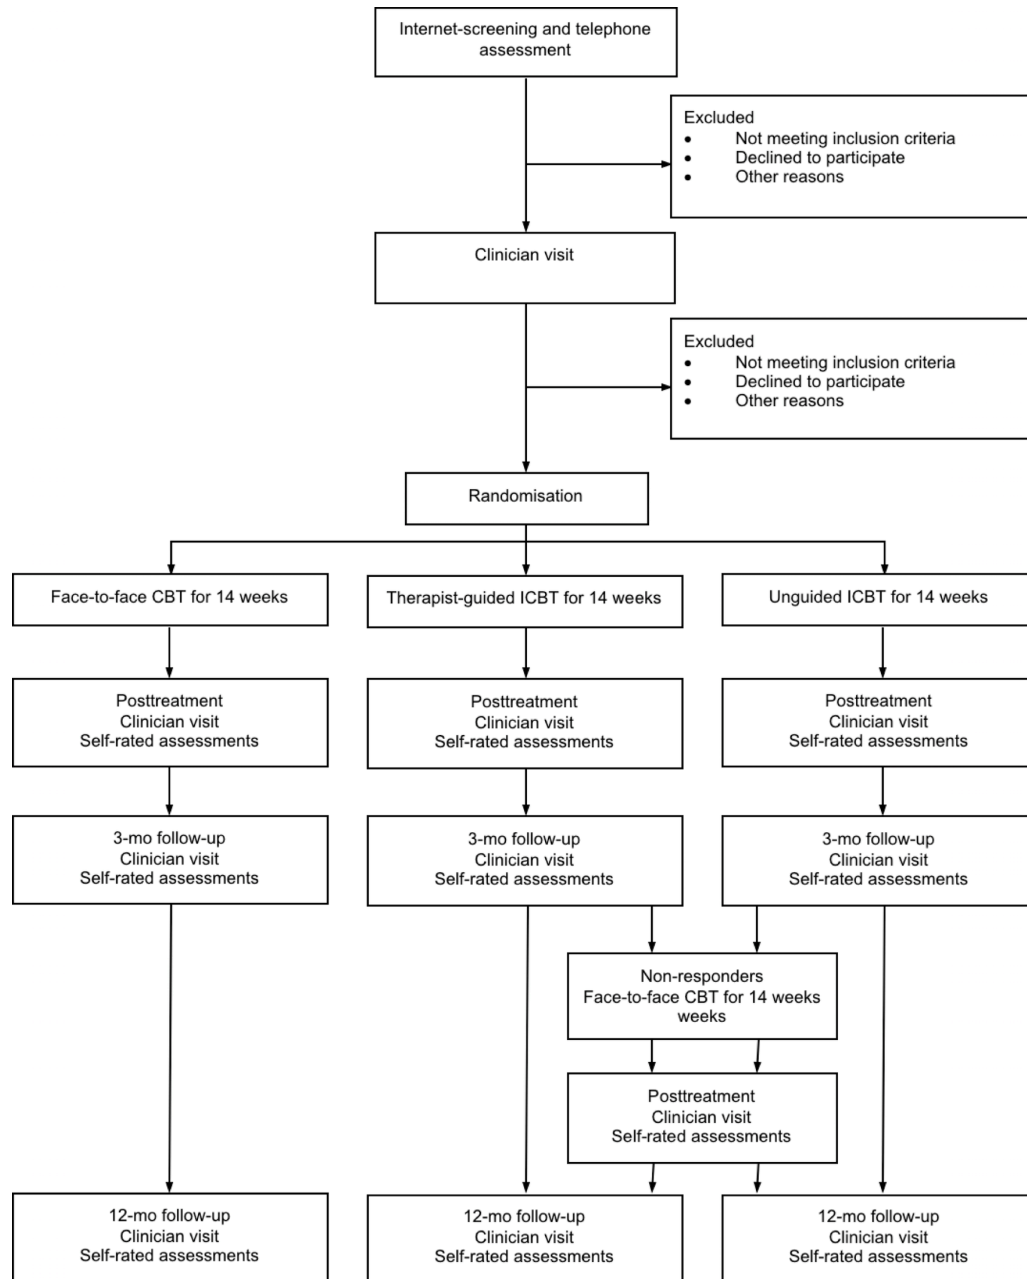 Internet-screening and telephone
assessment
Excluded
• Not meeting inclusion criteria
• Declined to participate
• Other reasons
Clinician visit
Excluded
• Not meeting inclusion criteria
• Declined to participate
• Other reasons
Randomisation
Face-to-face CBT for 14 weeks
Therapist-guided ICBT for 14 weeks
Unguided ICBT for 14 weeks
Posttreatment
Clinician visit
Self-rated assessments
Posttreatment
Clinician visit
Self-rated assessments
Posttreatment
Clinician visit
Self-rated assessments
3-mo follow-up
Clinician visit
Self-rated assessments
3-mo follow-up
Clinician visit
Self-rated assessments
3-mo follow-up
Clinician visit
Self-rated assessments
Non-responders
Face-to-face CBT for 14 weeks
weeks
Posttreatment
Clinician visit
Self-rated assessments
12-mo follow-up
Clinician visit
Self-rated assessments
12-mo follow-up
Clinician visit
Self-rated assessments
12-mo follow-up
Clinician visit
Self-rated assessments